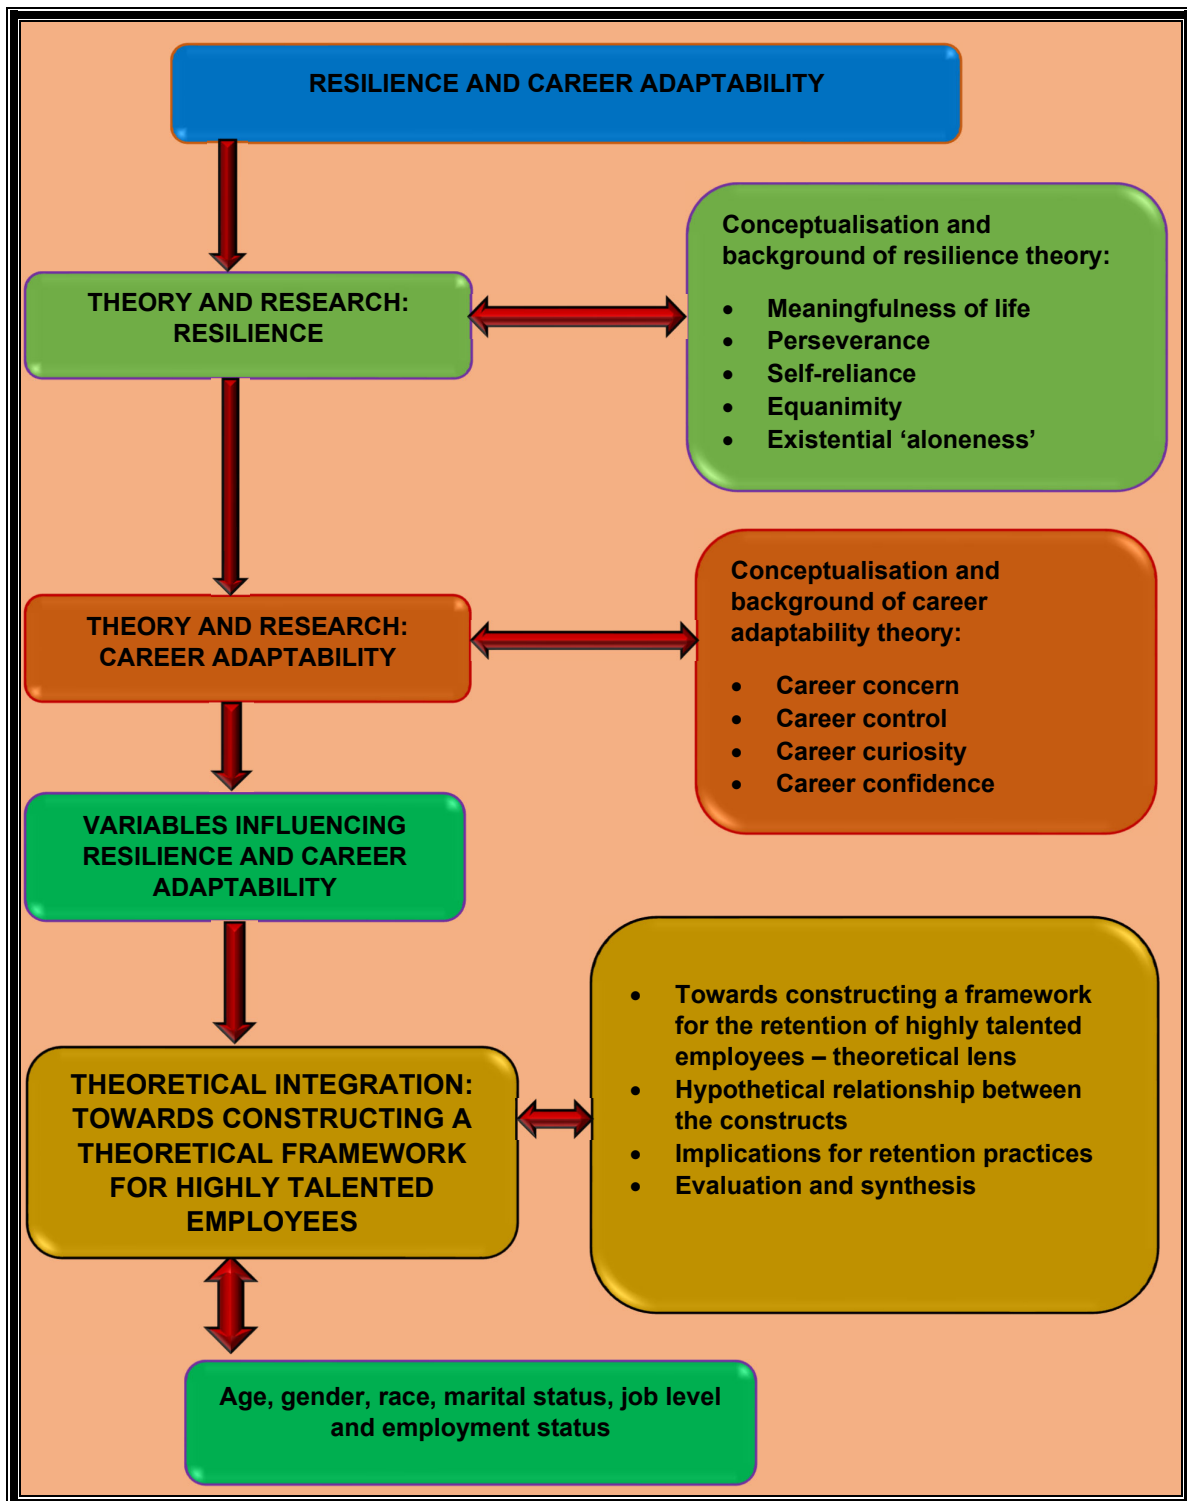 RESILIENCE AND CAREER ADAPTABILITY
THEORY AND RESEARCH:
RESILIENCE
Conceptualisation and
background of resilience theory:
• Meaningfulness of life
• Perseverance
• Self-reliance
• Equanimity
• Existential ‘aloneness’
THEORY AND RESEARCH:
CAREER ADAPTABILITY
Conceptualisation and
background of career
adaptability theory:
• Career concern
• Career control
• Career curiosity
• Career confidence
VARIABLES INFLUENCING
RESILIENCE AND CAREER
ADAPTABILITY
THEORETICAL INTEGRATION:
TOWARDS CONSTRUCTING A
THEORETICAL FRAMEWORK
FOR HIGHLY TALENTED
EMPLOYEES
• Towards constructing a framework
for the retention of highly talented
employees – theoretical lens
• Hypothetical relationship between
the constructs
• Implications for retention practices
• Evaluation and synthesis
Age, gender, race, marital status, job level
and employment status